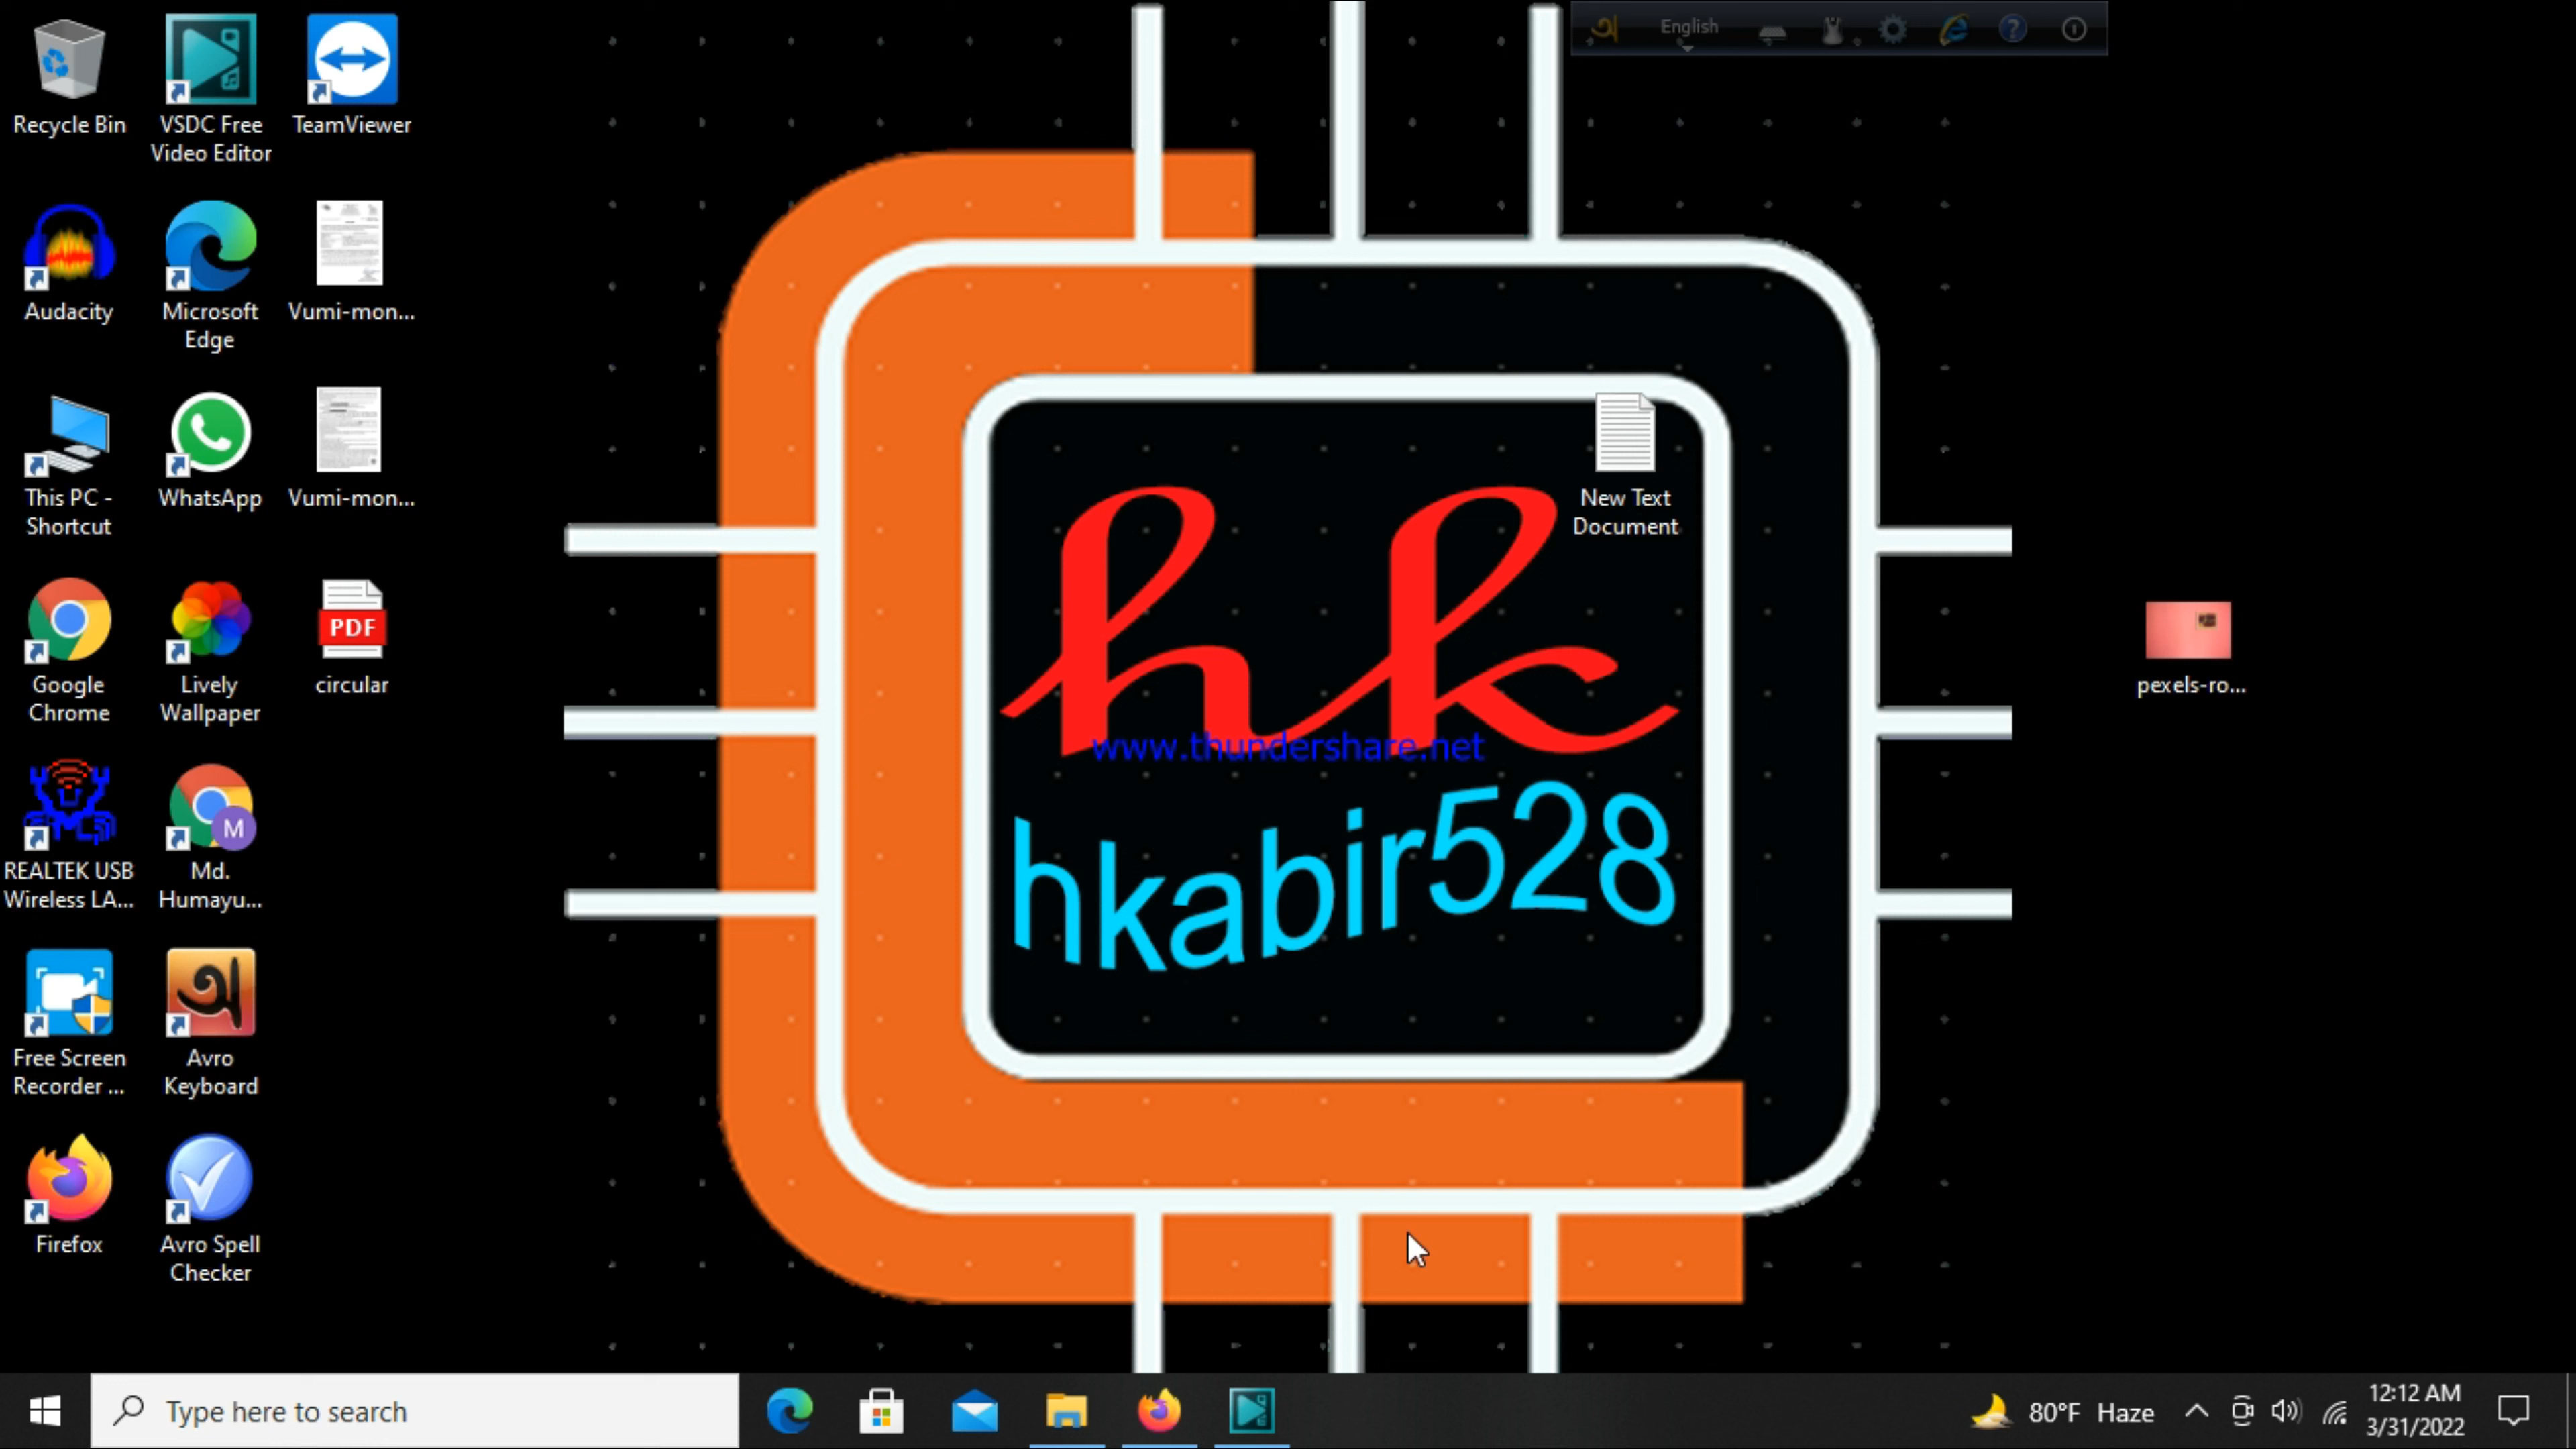 অ English
Recycle Bin
VSDC Free
Video Editor
TeamViewer
Audacity
Microsoft
Edge
Vumi-mon...
This PC -
Shortcut
WhatsApp
Vumi-mon...
New Text
Document
Google
Chrome
Lively
Wallpaper
PDF
circular
pexels-ro...
hk
www.thundershare.net
hkabir528
REALTEK USB
Wireless LA...
M
Md.
Humayu...
Free Screen
Recorder ...
অ
Avro
Keyboard
Firefox
Avro Spell
Checker
Type here to search
80°F Haze
12:12 AM
3/31/2022